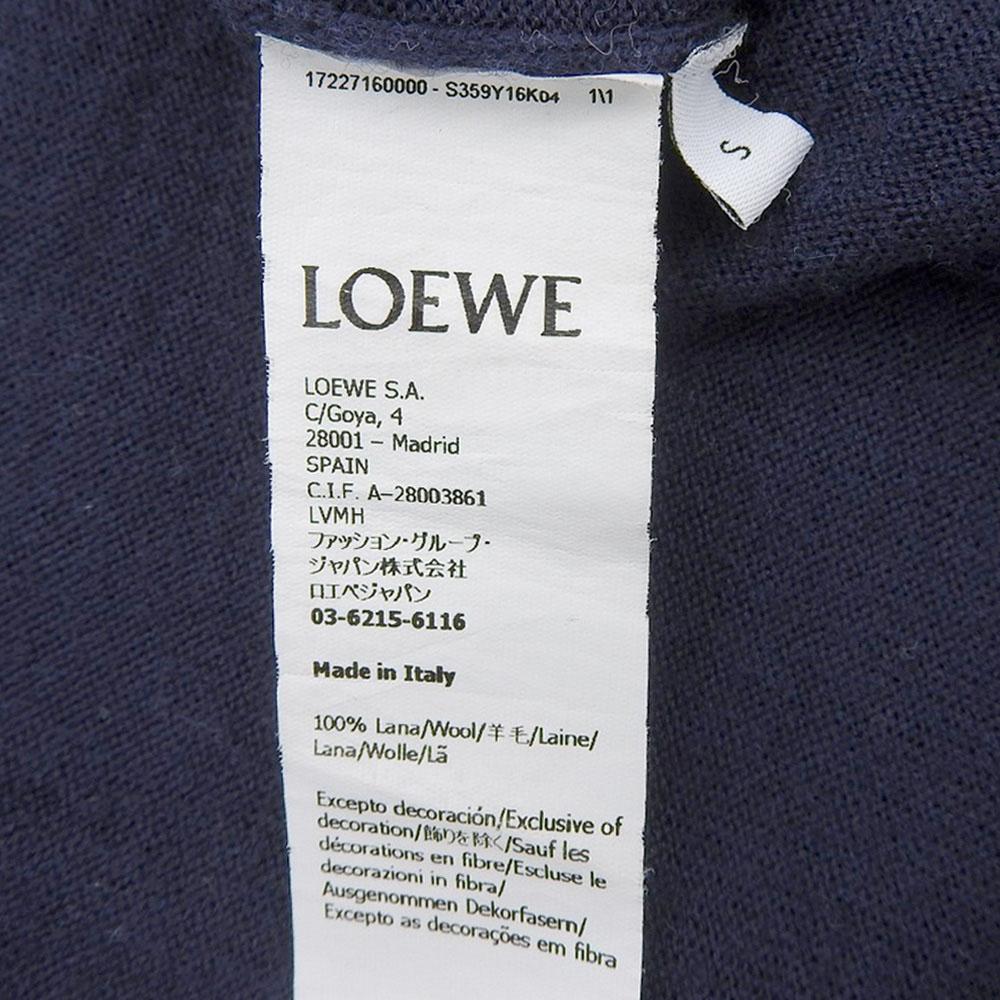 17227160000 - S359Y16K04 1\1
S
LOEWE
LOEWE S.A.
C/Goya, 4
28001 – Madrid
SPAIN
C.I.F. A–28003861
LVMH
ファッション・グループ・
ジャパン株式会社
ロエベジャパン
03-6215-6116
Made in Italy
100% Lana/Wool/羊毛/Laine/
Lana/Wolle/Lã
Excepto decoración/Exclusive of
decoration/飾りを除く/Sauf les
décorations en fibre/Escluse le
decorazioni in fibra/
Ausgenommen Dekorfasern/
Excepto as decorações em fibra